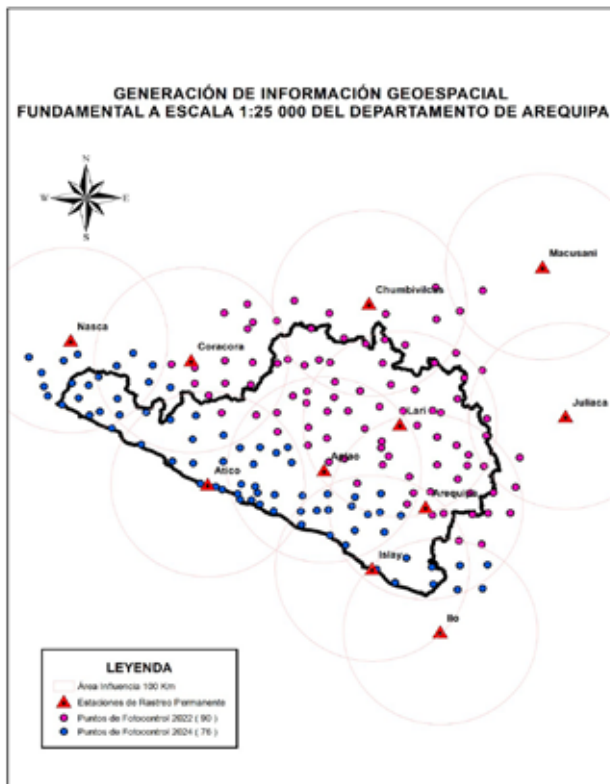 GENERACIÓN DE INFORMACIÓN GEOESPACIAL
FUNDAMENTAL A ESCALA 1:25 000 DEL DEPARTAMENTO DE AREQUIPA
N
W E
S
Macusani
Chumbivilcas
Nasca
Coracora
Juliaca
Lari
Aplao
Atico
Arequipa
Islay
Ilo
LEYENDA
Área Influencia 100 Km
Estaciones de Rastreo Permanente
Puntos de Fotocontrol 2022 ( 90 )
Puntos de Fotocontrol 2024 ( 76 )